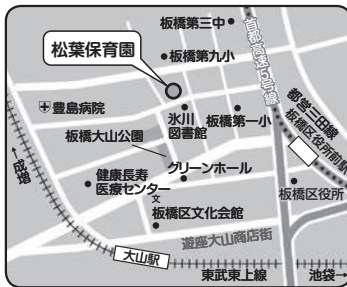 板橋第三中
松葉保育園
板橋第九小
首都高速5号線
豊島病院
氷川
図書館
板橋第一小
都営三田線
板橋区役所前駅
板橋大山公園
←成増
グリーンホール
健康長寿
医療センター
文
板橋区役所
板橋区文化会館
遊座大山商店街
大山駅
東武東上線
池袋→